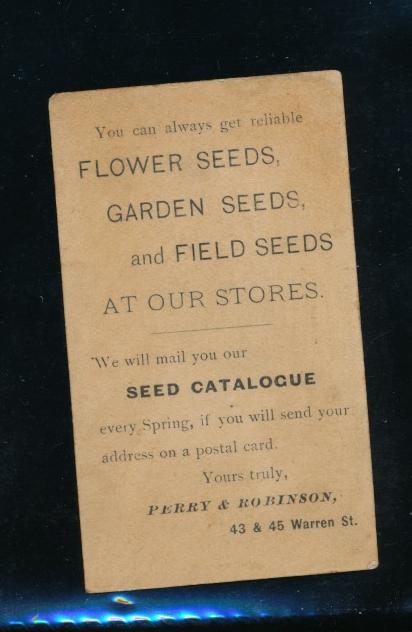 You can always get reliable
FLOWER SEEDS,
GARDEN SEEDS,
and FIELD SEEDS
AT OUR STORES.
We will mail you our
SEED CATALOGUE
every Spring, if you will send your
address on a postal card.
Yours truly,
PERRY & ROBINSON,
43 & 45 Warren St.